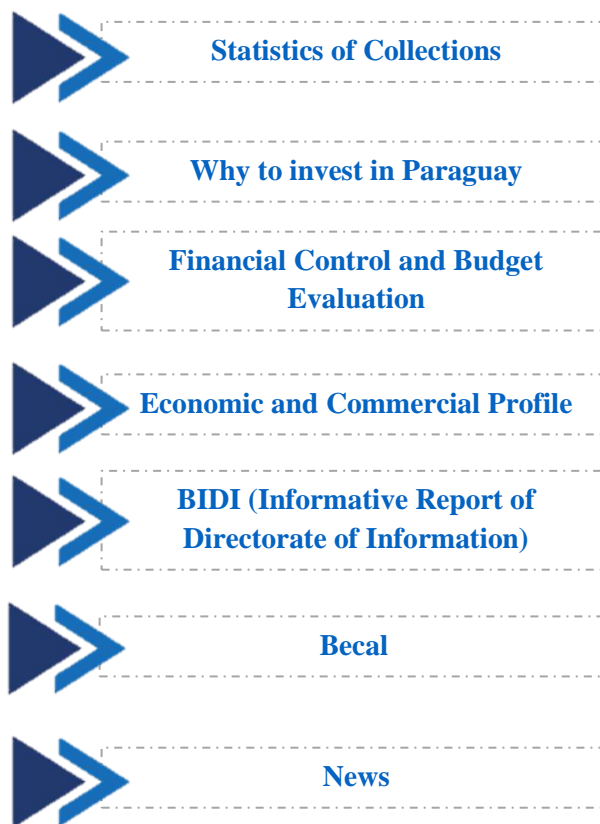 Statistics of Collections
Why to invest in Paraguay
Financial Control and Budget
Evaluation
Economic and Commercial Profile
BIDI (Informative Report of
Directorate of Information)
Becal
News